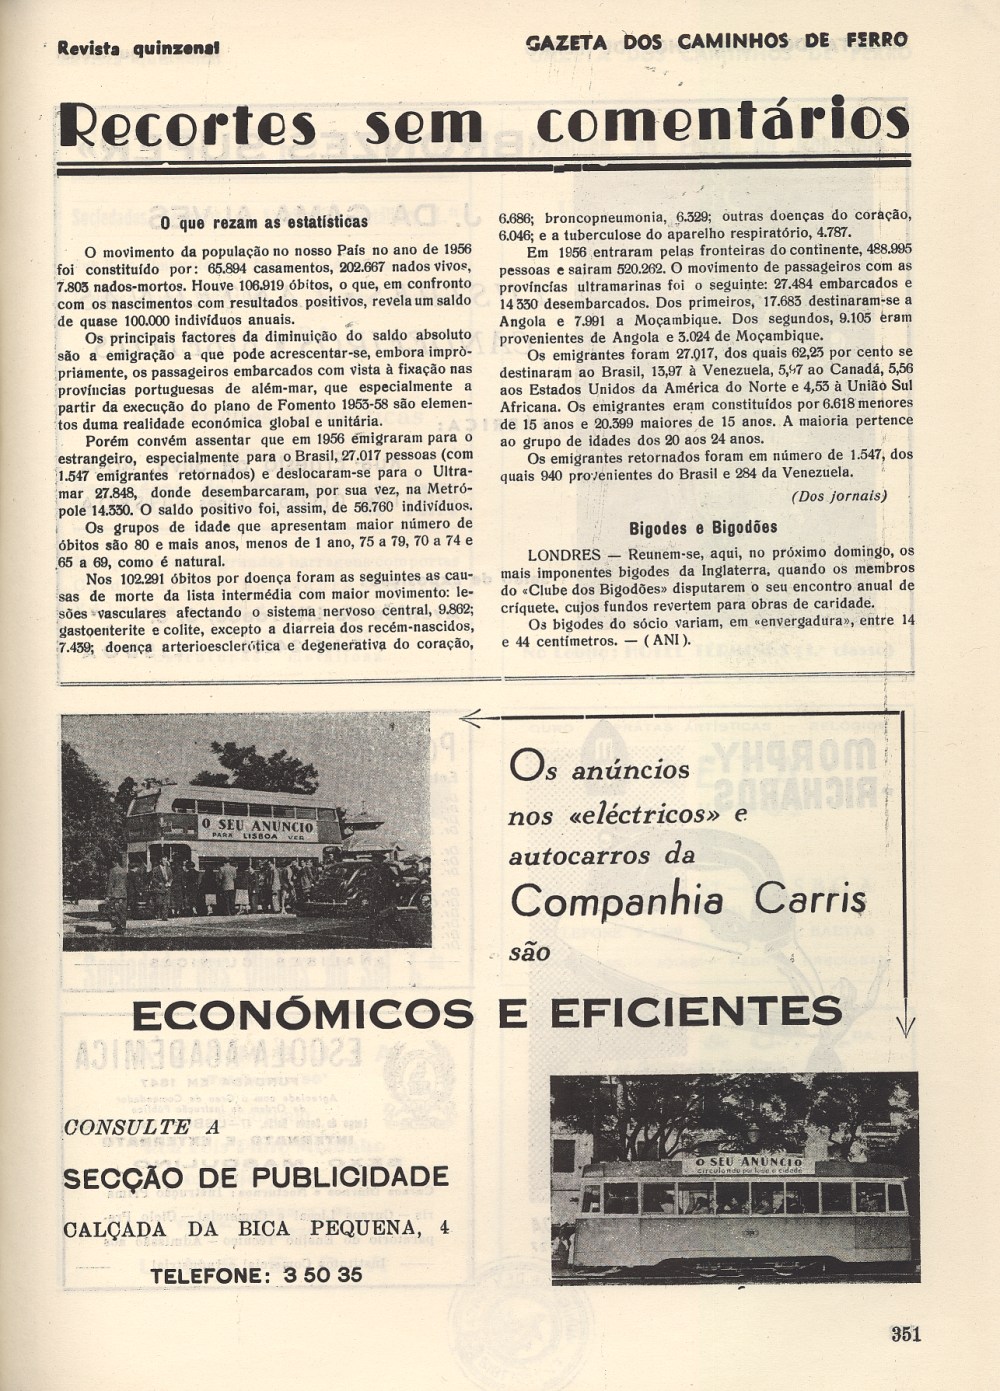 Revista quinzenal
GAZETA DOS CAMINHOS DE FERRO
Recortes sem comentários
O que rezam as estatísticas
O movimento da população no nosso País no ano de 1956
foi constituído por: 65.894 casamentos, 202.667 nados vivos,
7.803 nados-mortos. Houve 106.919 óbitos, o que, em confronto
com os nascimentos com resultados positivos, revela um saldo
de quase 100.000 indivíduos anuais.
Os principais factores da diminuição do saldo absoluto
são a emigração a que pode acrescentar-se, embora imprò-
priamente, os passageiros embarcados com vista à fixação nas
províncias portuguesas de além-mar, que especialmente a
partir da execução do plano de Fomento 1953-58 são elemen-
tos duma realidade económica global e unitária.
Porém convém assentar que em 1956 emigraram para o
estrangeiro, especialmente para o Brasil, 27.017 pessoas (com
1.547 emigrantes retornados) e deslocaram-se para o Ultra-
mar 27.848, donde desembarcaram, por sua vez, na Metró-
pole 14.330. O saldo positivo foi, assim, de 56.760 indivíduos.
Os grupos de idade que apresentam maior número de
óbitos são 80 e mais anos, menos de 1 ano, 75 a 79, 70 a 74 e
65 a 69, como é natural.
Nos 102.291 óbitos por doença foram as seguintes as cau-
sas de morte da lista intermédia com maior movimento: le-
sões vasculares afectando o sistema nervoso central, 9.862;
gastoenterite e colite, excepto a diarreia dos recém-nascidos,
7.439; doença arterioesclerótica e degenerativa do coração,
6.686; broncopneumonia, 6.329; outras doenças do coração,
6.046; e a tuberculose do aparelho respiratório, 4.787.
Em 1956 entraram pelas fronteiras do continente, 488.995
pessoas e sairam 520.262. O movimento de passageiros com as
províncias ultramarinas foi o seguinte: 27.484 embarcados e
14 330 desembarcados. Dos primeiros, 17.683 destinaram-se a
Angola e 7.991 a Moçambique. Dos segundos, 9.105 eram
provenientes de Angola e 3.024 de Moçambique.
Os emigrantes foram 27.017, dos quais 62,23 por cento se
destinaram ao Brasil, 13,97 à Venezuela, 5,97 ao Canadá, 5,56
aos Estados Unidos da América do Norte e 4,53 à União Sul
Africana. Os emigrantes eram constituídos por 6.618 menores
de 15 anos e 20.399 maiores de 15 anos. A maioria pertence
ao grupo de idades dos 20 aos 24 anos.
Os emigrantes retornados foram em número de 1.547, dos
quais 940 provenientes do Brasil e 284 da Venezuela.
(Dos jornais)
Bigodes e Bigodões
LONDRES — Reunem-se, aqui, no próximo domingo, os
mais imponentes bigodes da Inglaterra, quando os membros
do «Clube dos Bigodões» disputarem o seu encontro anual de
críquete, cujos fundos revertem para obras de caridade.
Os bigodes do sócio variam, em «envergadura», entre 14
e 44 centímetros. — (ANI).
O SEU ANUNCIO
PARA LISBOA VER
Os anúncios
nos «eléctricos» e
autocarros da
Companhia Carris
são
ECONÓMICOS E EFICIENTES
CONSULTE A
SECÇÃO DE PUBLICIDADE
CALÇADA DA BICA PEQUENA, 4
TELEFONE: 3 50 35
O SEU ANUNCIO
circulando por toda a cidade
351